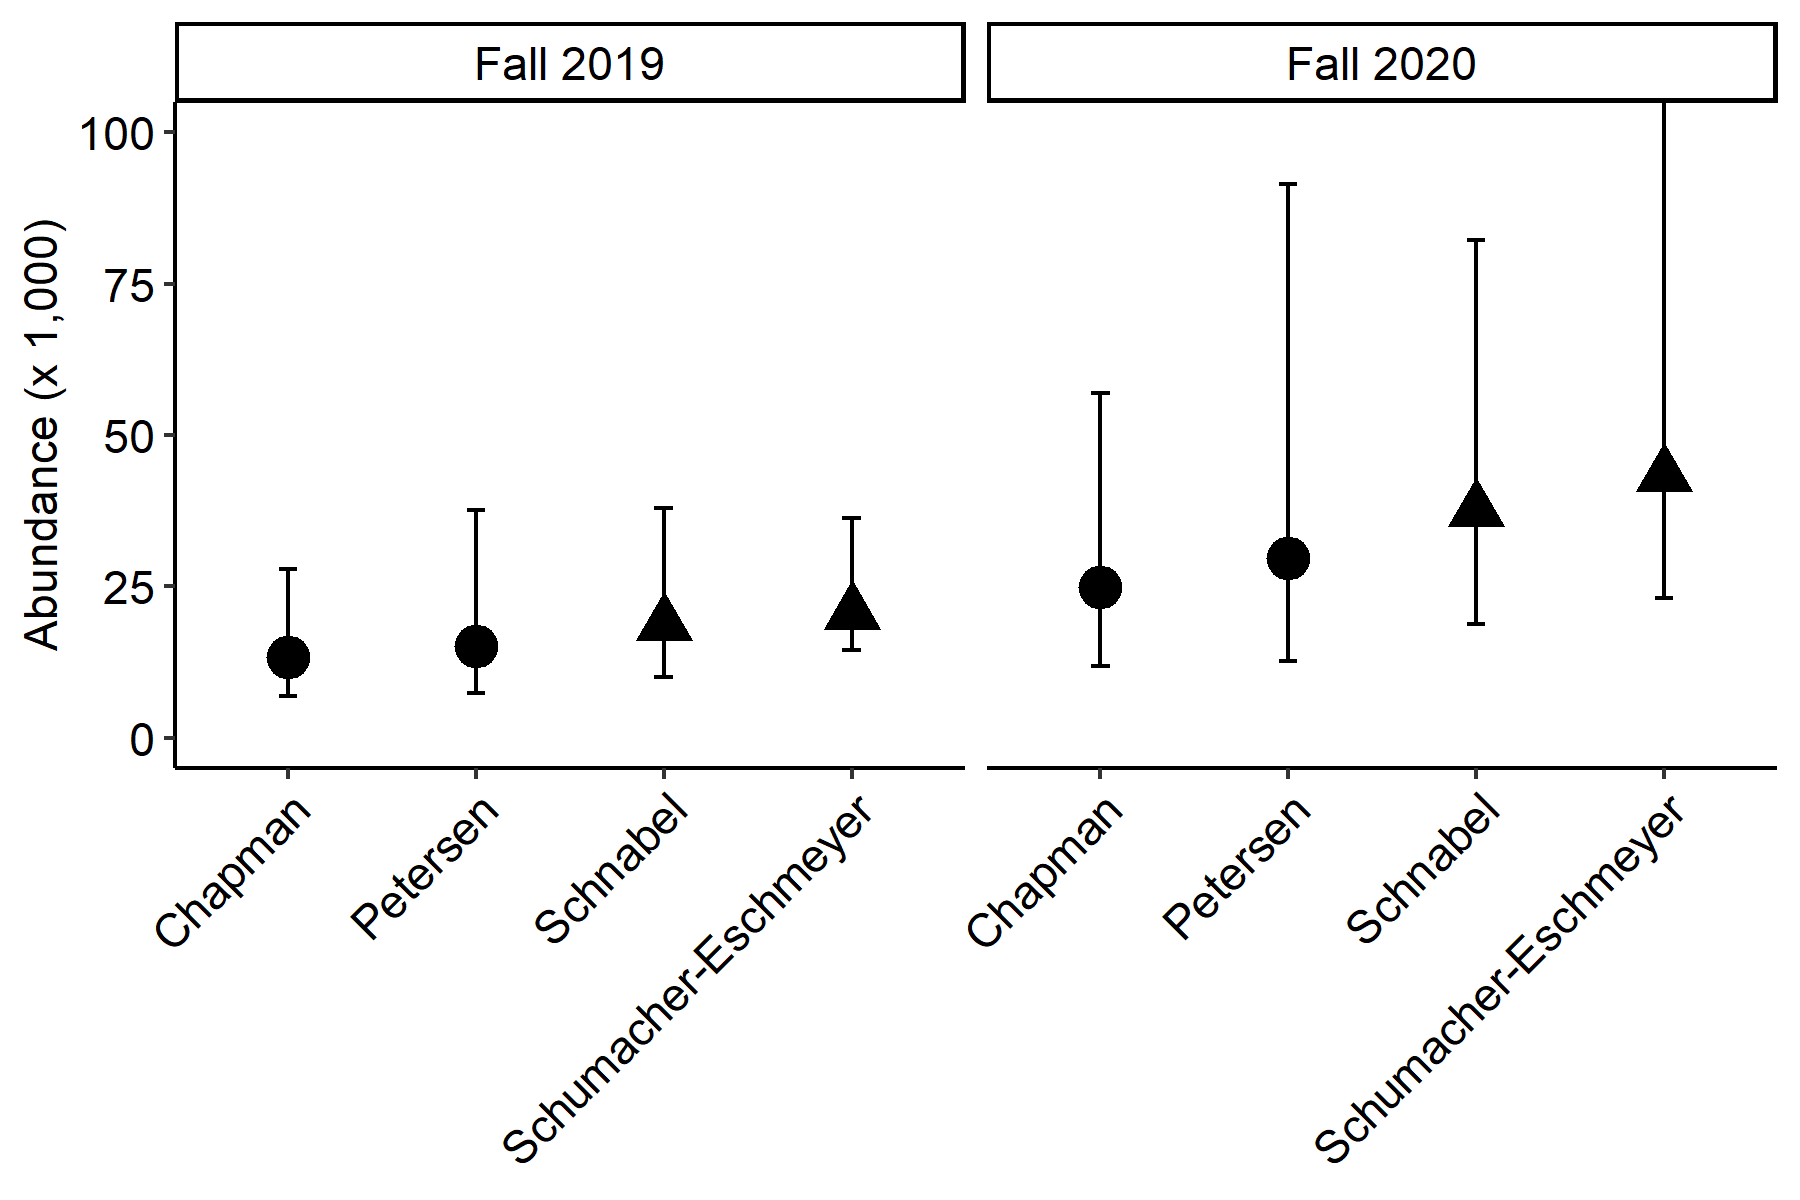 Fall 2019
Fall 2020
Abundance (x 1,000)
100
75
50
25
0
Chapman
Petersen
Schnabel
Schumacher-Eschmeyer
Chapman
Petersen
Schnabel
Schumacher-Eschmeyer